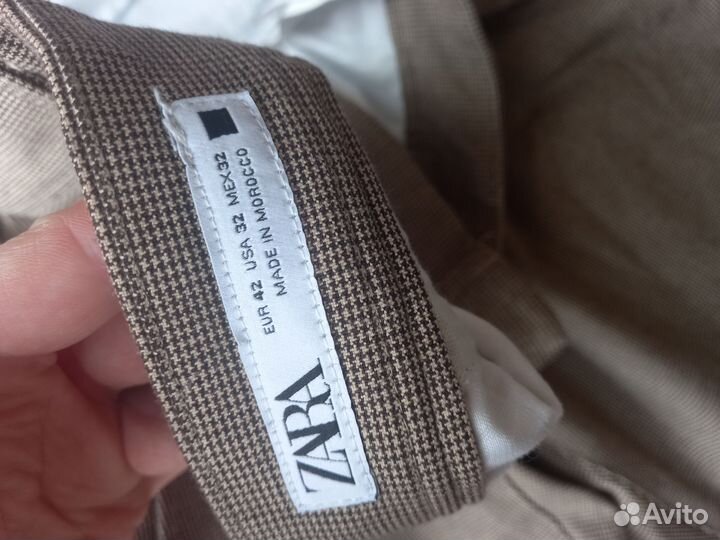 ZARA
EUR 42 USA 32 MEX 32
MADE IN MOROCCO
Avito